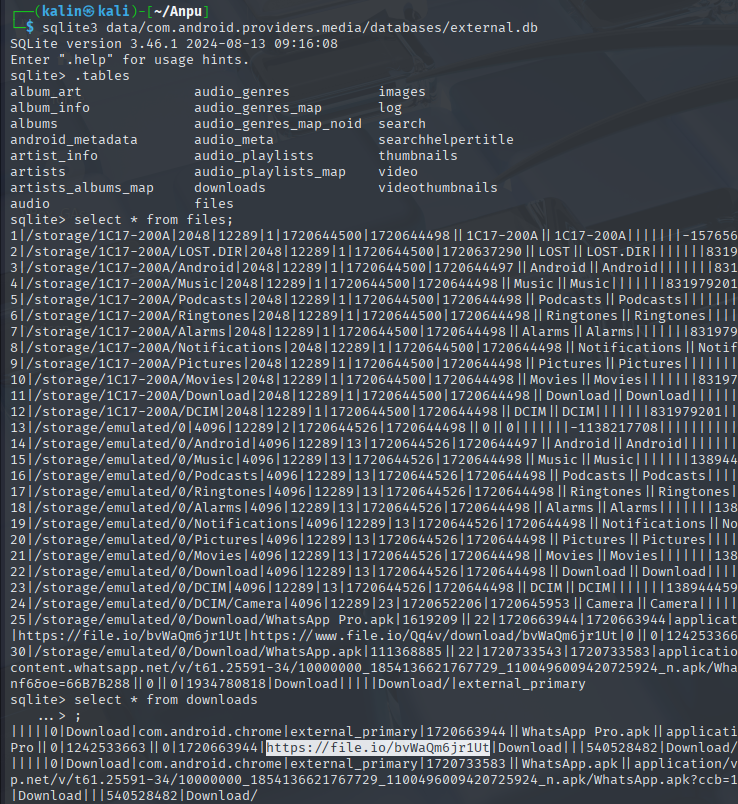 ┌──(kalin㉿kali)-[~/Anpu]
└─$ sqlite3 data/com.android.providers.media/databases/external.db
SQLite version 3.46.1 2024-08-13 09:16:08
Enter ".help" for usage hints.
sqlite> .tables
album_art audio_genres images
album_info audio_genres_map log
albums audio_genres_map_noid search
android_metadata audio_meta searchhelpertitle
artist_info audio_playlists thumbnails
artists audio_playlists_map video
artists_albums_map downloads videothumbnails
audio files
sqlite> select * from files;
1|/storage/1C17-200A|2048|12289|1|1720644500|1720644498||1C17-200A||1C17-200A|||||||-157656
2|/storage/1C17-200A/LOST.DIR|2048|12289|1|1720644500|1720637290||LOST||LOST.DIR|||||||8319
3|/storage/1C17-200A/Android|2048|12289|1|1720644500|1720644497||Android||Android|||||||831
4|/storage/1C17-200A/Music|2048|12289|1|1720644500|1720644498||Music||Music|||||||831979201
5|/storage/1C17-200A/Podcasts|2048|12289|1|1720644500|1720644498||Podcasts||Podcasts|||||||
6|/storage/1C17-200A/Ringtones|2048|12289|1|1720644500|1720644498||Ringtones||Ringtones||||
7|/storage/1C17-200A/Alarms|2048|12289|1|1720644500|1720644498||Alarms||Alarms|||||||831979
8|/storage/1C17-200A/Notifications|2048|12289|1|1720644500|1720644498||Notifications||Notif
9|/storage/1C17-200A/Pictures|2048|12289|1|1720644500|1720644498||Pictures||Pictures|||||||
10|/storage/1C17-200A/Movies|2048|12289|1|1720644500|1720644498||Movies||Movies|||||||83197
11|/storage/1C17-200A/Download|2048|12289|1|1720644500|1720644498||Download||Download||||||
12|/storage/1C17-200A/DCIM|2048|12289|1|1720644500|1720644498||DCIM||DCIM|||||||831979201||
13|/storage/emulated/0|4096|12289|2|1720644526|1720644498||0||0|||||||-1138217708|||||||||||
14|/storage/emulated/0/Android|4096|12289|13|1720644526|1720644497||Android||Android|||||||
15|/storage/emulated/0/Music|4096|12289|13|1720644526|1720644498||Music||Music|||||||138944
16|/storage/emulated/0/Podcasts|4096|12289|13|1720644526|1720644498||Podcasts||Podcasts||||
17|/storage/emulated/0/Ringtones|4096|12289|13|1720644526|1720644498||Ringtones||Ringtones|
18|/storage/emulated/0/Alarms|4096|12289|13|1720644526|1720644498||Alarms||Alarms|||||||138
19|/storage/emulated/0/Notifications|4096|12289|13|1720644526|1720644498||Notifications||No
20|/storage/emulated/0/Pictures|4096|12289|13|1720644526|1720644498||Pictures||Pictures||||
21|/storage/emulated/0/Movies|4096|12289|13|1720644526|1720644498||Movies||Movies|||||||138
22|/storage/emulated/0/Download|4096|12289|13|1720644526|1720644498||Download||Download||||
23|/storage/emulated/0/DCIM|4096|12289|13|1720644526|1720644498||DCIM||DCIM|||||||138944459
24|/storage/emulated/0/DCIM/Camera|4096|12289|23|1720652206|1720645953||Camera||Camera|||||
25|/storage/emulated/0/Download/WhatsApp Pro.apk|1619209||22|1720663944|1720663944||applicat
|https://file.io/bvWaQm6jr1Ut|https://www.file.io/Qq4v/download/bvWaQm6jr1Ut|0||0|124253366
30|/storage/emulated/0/Download/WhatsApp.apk|111368885||22|1720733543|1720733583||applicatio
content.whatsapp.net/v/t61.25591-34/10000000_1854136621767729_1100496009420725924_n.apk/Wha
nf6&oe=66B7B288||0||0|1934780818|Download|||||Download/|external_primary
sqlite> select * from downloads
...> ;
|||||0|Download|com.android.chrome|external_primary|1720663944||WhatsApp Pro.apk||applicati
Pro||0|1242533663||0|1720663944|https://file.io/bvWaQm6jr1Ut|Download|||540528482|Download/
|||||0|Download|com.android.chrome|external_primary|1720733583||WhatsApp.apk||application/v
p.net/v/t61.25591-34/10000000_1854136621767729_1100496009420725924_n.apk/WhatsApp.apk?ccb=1
|Download|||540528482|Download/